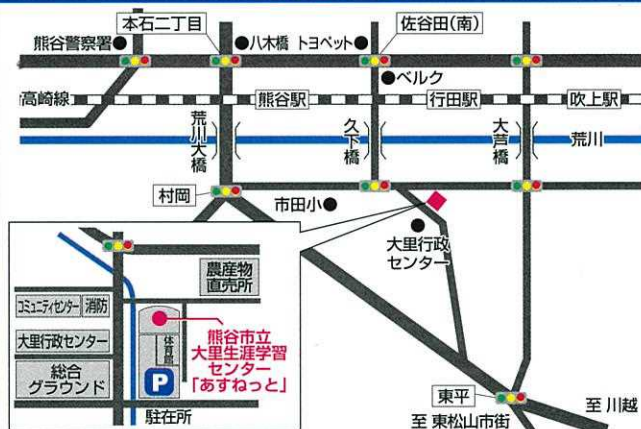 本石二丁目
佐谷田(南)
熊谷警察署
八木橋
トヨペット
ベルク
高崎線
熊谷駅
行田駅
吹上駅
荒川大橋
久下橋
大芦橋
荒川
村岡
市田小
大里行政
センター
農産物
直売所
コミュニティセンター
消防
大里行政センター
体育館
総合
グラウンド
P
熊谷市立
大里生涯学習
センター
「あすねっと」
駐在所
東平
至 東松山市街
至 川越